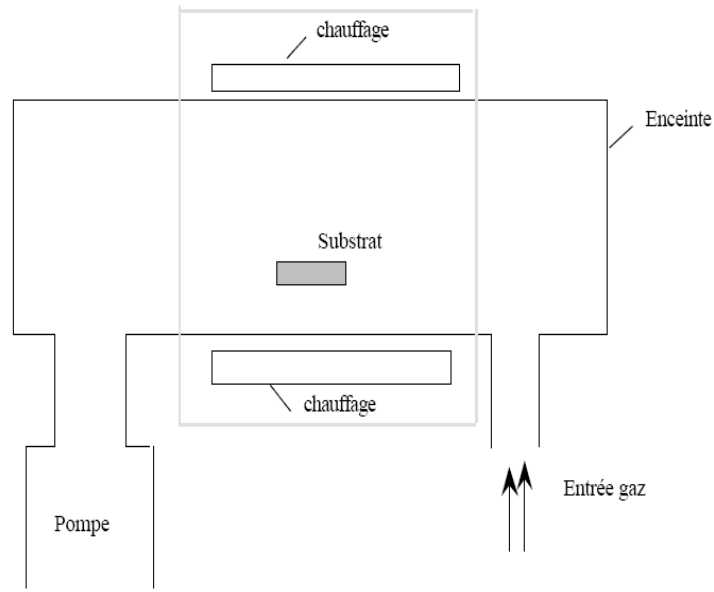 chauffage
Enceinte
Substrat
chauffage
Entrée gaz
Pompe